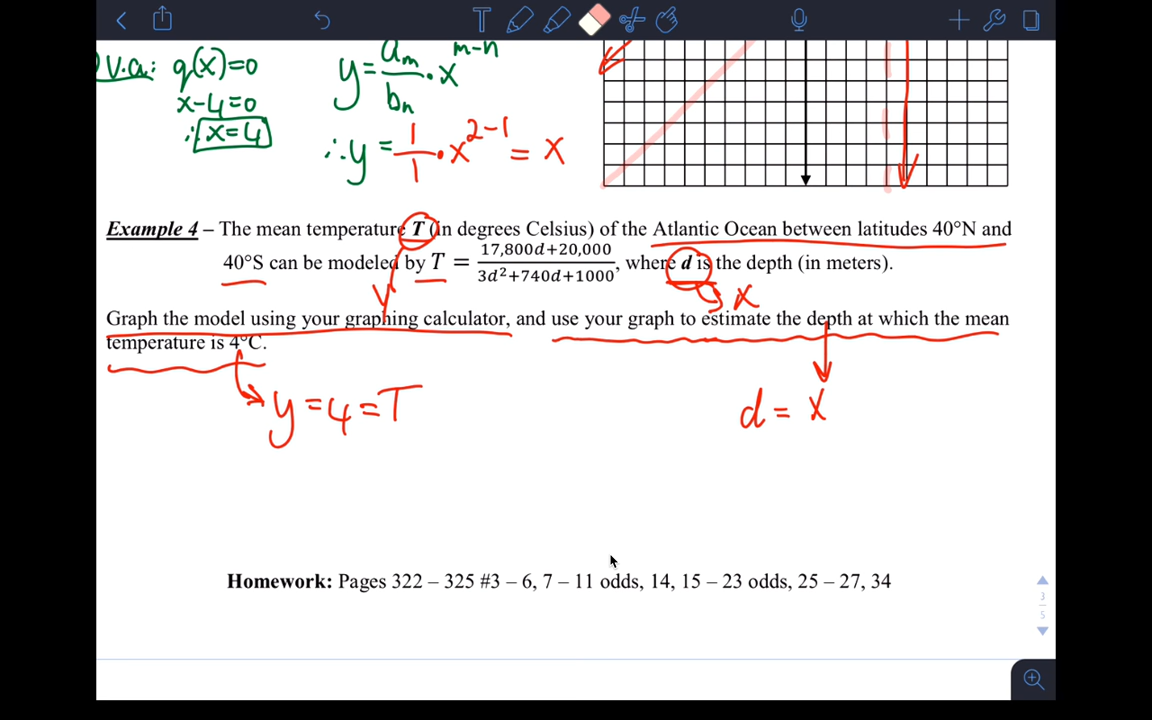 V.a: q(x)=0
x-4=0
∴ x=4
y = am/bn · x^m-n
∴ y = 1/1 · x^2-1 = x
Example 4 – The mean temperature T (in degrees Celsius) of the Atlantic Ocean between latitudes 40°N and
40°S can be modeled by T = 17,800d+20,000 / 3d²+740d+1000, where d is the depth (in meters).
y
x
Graph the model using your graphing calculator, and use your graph to estimate the depth at which the mean
temperature is 4°C.
y = 4 = T
d = x
Homework: Pages 322 – 325 #3 – 6, 7 – 11 odds, 14, 15 – 23 odds, 25 – 27, 34
3
5